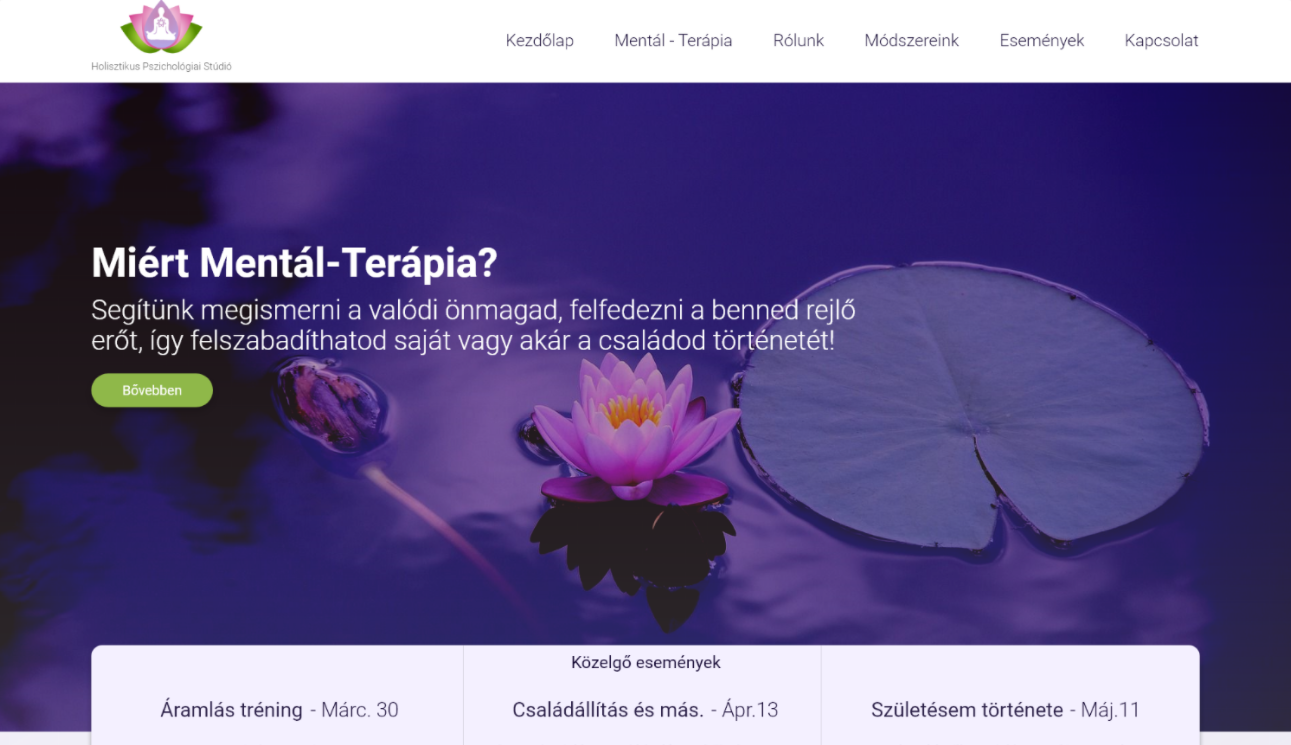 Holisztikus Pszichológiai Stúdió
Kezdőlap
Mentál - Terápia
Rólunk
Módszereink
Események
Kapcsolat
Miért Mentál-Terápia?
Segítünk megismerni a valódi önmagad, felfedezni a benned rejlő
erőt, így felszabadíthatod saját vagy akár a családod történetét!
Bővebben
Közelgő események
Áramlás tréning - Márc. 30
Családállítás és más. - Ápr.13
Születésem története - Máj.11